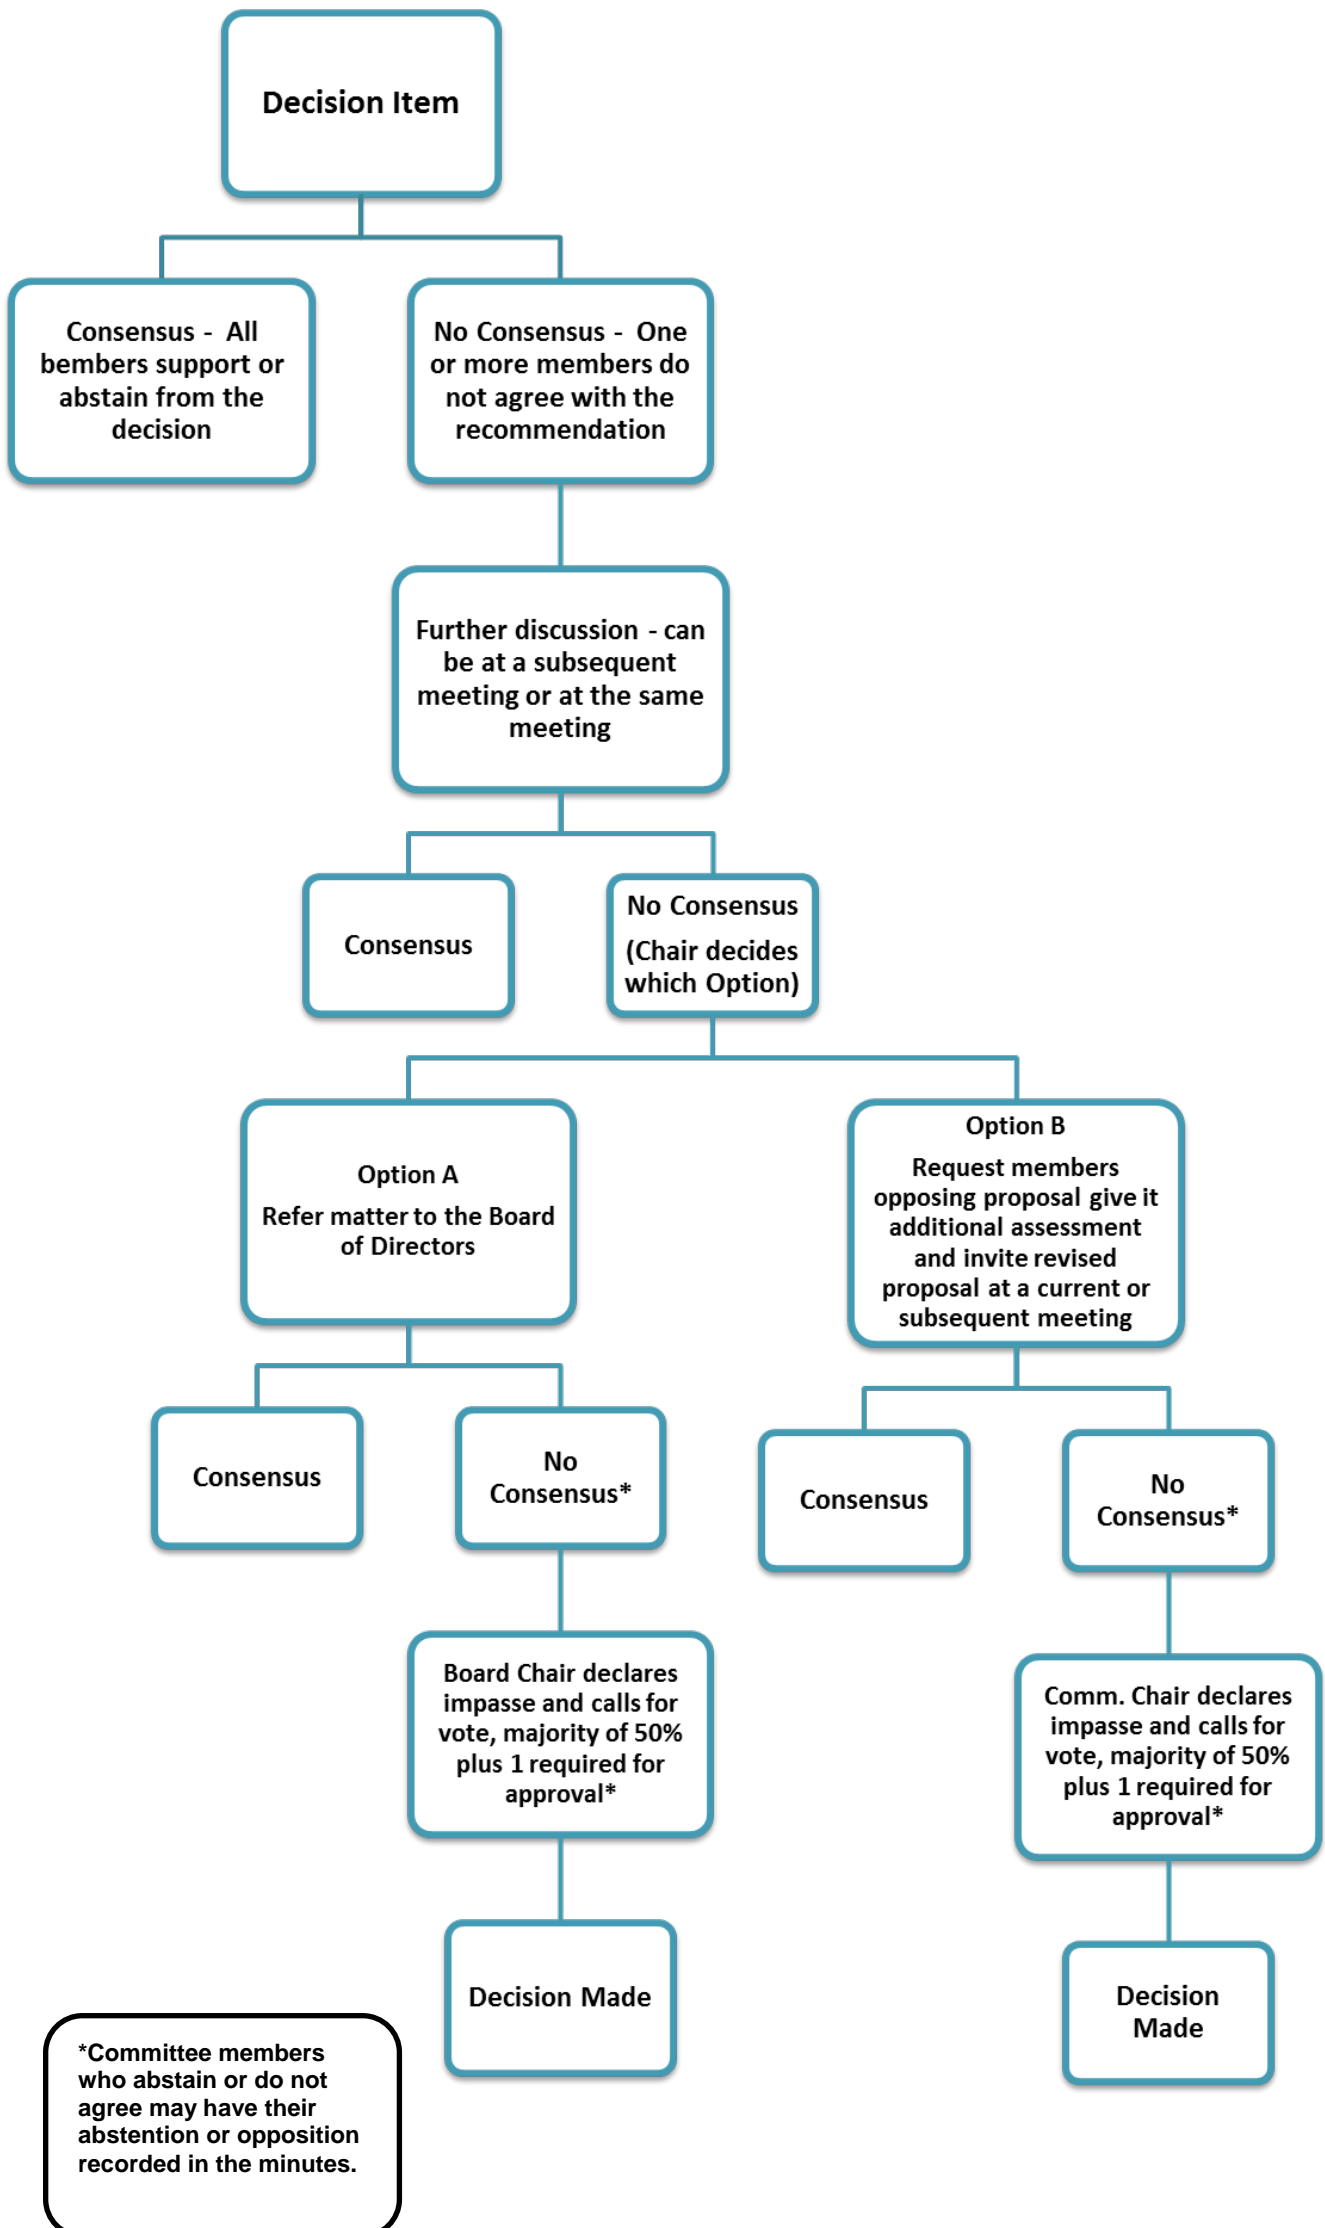 Decision Item
Consensus -  All
bembers support or
abstain from the
decision
No Consensus -  One
or more members do
not agree with the
recommendation
Further discussion - can
be at a subsequent
meeting or at the same
meeting
Consensus
No Consensus
(Chair decides
which Option)
Option A
Refer matter to the Board
of Directors
Option B
Request members
opposing proposal give it
additional assessment
and invite revised
proposal at a current or
subsequent meeting
Consensus
No
Consensus*
Consensus
No
Consensus*
Board Chair declares
impasse and calls for
vote, majority of 50%
plus 1 required for
approval*
Comm. Chair declares
impasse and calls for
vote, majority of 50%
plus 1 required for
approval*
Decision Made
Decision
Made
*Committee members
who abstain or do not
agree may have their
abstention or opposition
recorded in the minutes.